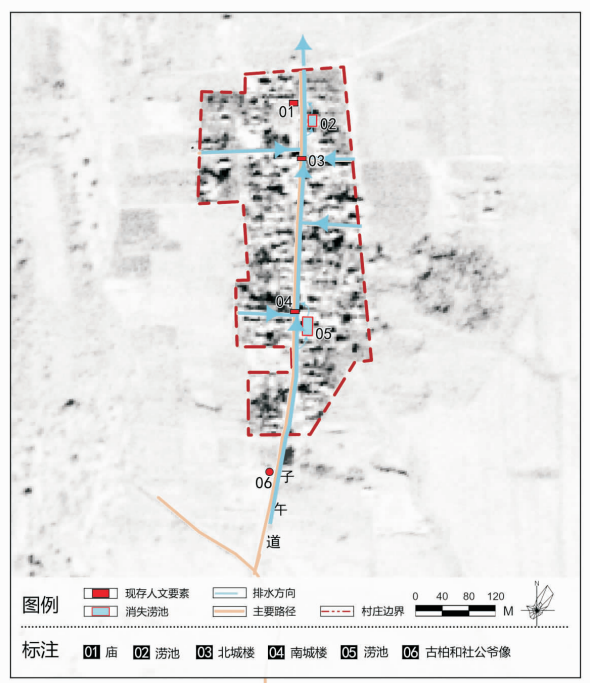 01
02
03
04
05
06
子
午
道
图例
现存人文要素
排水方向
消失涝池
主要路径
村庄边界
0 40 80 120
M
N
标注
01 庙 02 涝池 03 北城楼 04 南城楼 05 涝池 06 古柏和社公爷像